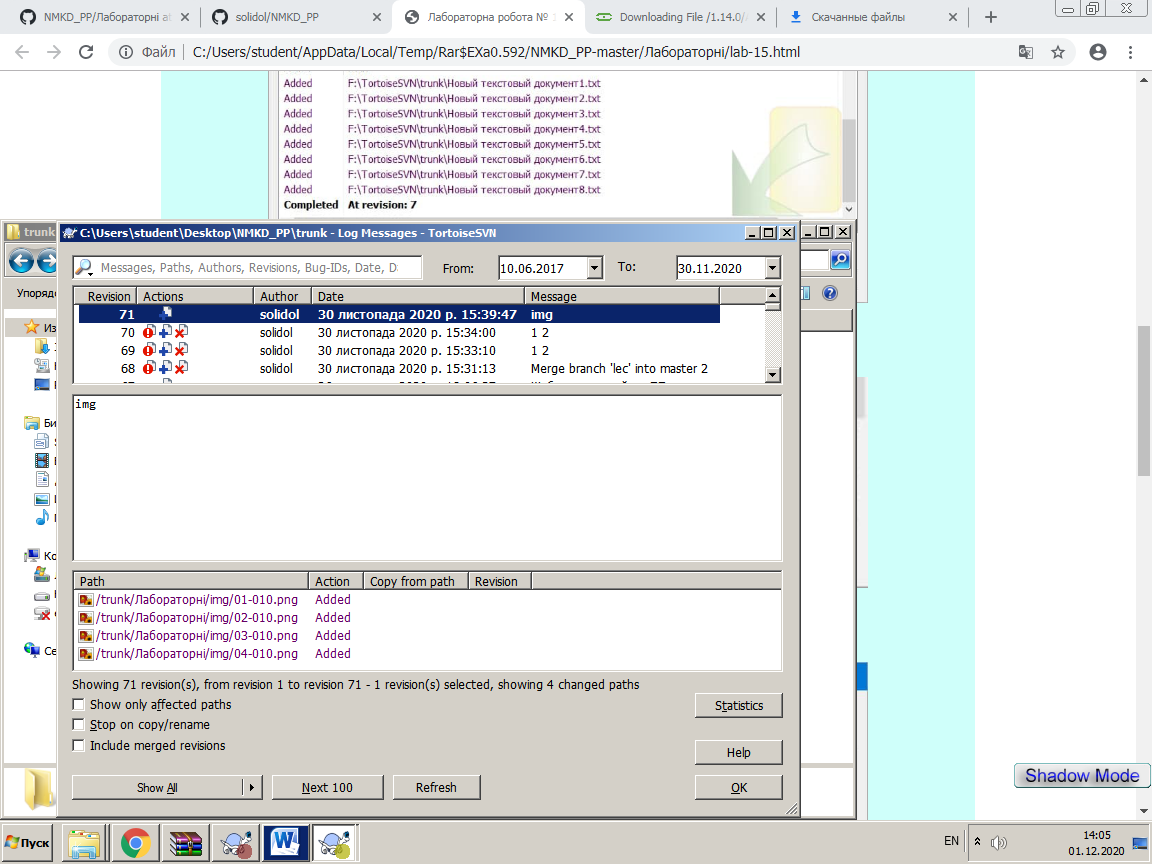 NMKD_PP/Лабораторні at
solidol/NMKD_PP
Лабораторна робота №
Downloading File /1.14.0/
Скачанные файлы
Файл
C:/Users/student/AppData/Local/Temp/Rar$EXa0.592/NMKD_PP-master/Лабораторні/lab-15.html
Added F:\TortoiseSVN\trunk\Новый текстовый документ1.txt
Added F:\TortoiseSVN\trunk\Новый текстовый документ2.txt
Added F:\TortoiseSVN\trunk\Новый текстовый документ3.txt
Added F:\TortoiseSVN\trunk\Новый текстовый документ4.txt
Added F:\TortoiseSVN\trunk\Новый текстовый документ5.txt
Added F:\TortoiseSVN\trunk\Новый текстовый документ6.txt
Added F:\TortoiseSVN\trunk\Новый текстовый документ7.txt
Added F:\TortoiseSVN\trunk\Новый текстовый документ8.txt
Completed At revision: 7
trunk
C:\Users\student\Desktop\NMKD_PP\trunk - Log Messages - TortoiseSVN
Messages, Paths, Authors, Revisions, Bug-IDs, Date, D
From: 10.06.2017 To: 30.11.2020
Упорядо
Revision Actions Author Date Message
71 solidol 30 листопада 2020 р. 15:39:47 img
70 solidol 30 листопада 2020 р. 15:34:00 1 2
69 solidol 30 листопада 2020 р. 15:33:10 1 2
68 solidol 30 листопада 2020 р. 15:31:13 Merge branch 'lec' into master 2
Из
Би
Ко
Се
img
Path Action Copy from path Revision
/trunk/Лабораторні/img/01-010.png Added
/trunk/Лабораторні/img/02-010.png Added
/trunk/Лабораторні/img/03-010.png Added
/trunk/Лабораторні/img/04-010.png Added
Showing 71 revision(s), from revision 1 to revision 71 - 1 revision(s) selected, showing 4 changed paths
Show only affected paths
Stop on copy/rename
Include merged revisions
Statistics
Help
Show All
Next 100
Refresh
OK
Shadow Mode
Пуск
EN
14:05
01.12.2020